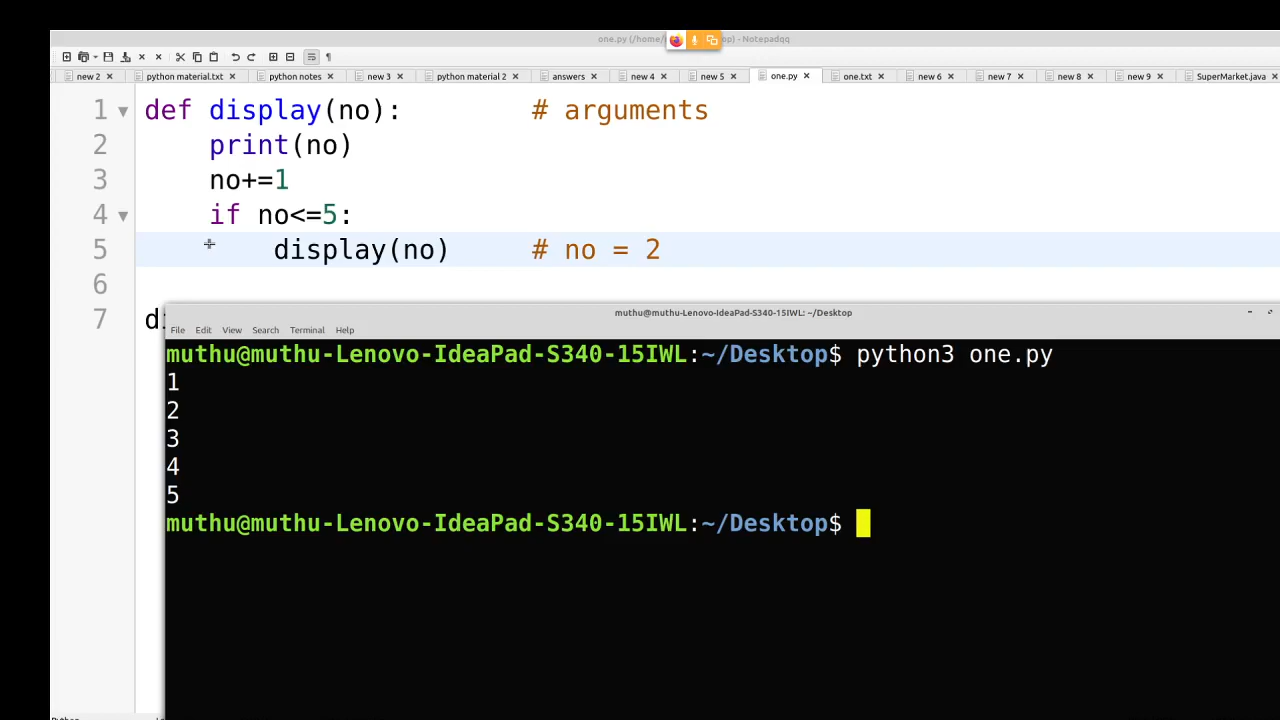 one.py (/home/ op) - Notepadqq
new 2 python material.txt python notes new 3 python material 2 answers new 4 new 5 one.py one.txt new 6 new 7 new 8 new 9 SuperMarket.java
1 def display(no): # arguments
2 print(no)
3 no+=1
4 if no<=5:
5 display(no) # no = 2
6
7 d
muthu@muthu-Lenovo-IdeaPad-S340-15IWL: ~/Desktop
File Edit View Search Terminal Help
muthu@muthu-Lenovo-IdeaPad-S340-15IWL:~/Desktop$ python3 one.py
1
2
3
4
5
muthu@muthu-Lenovo-IdeaPad-S340-15IWL:~/Desktop$